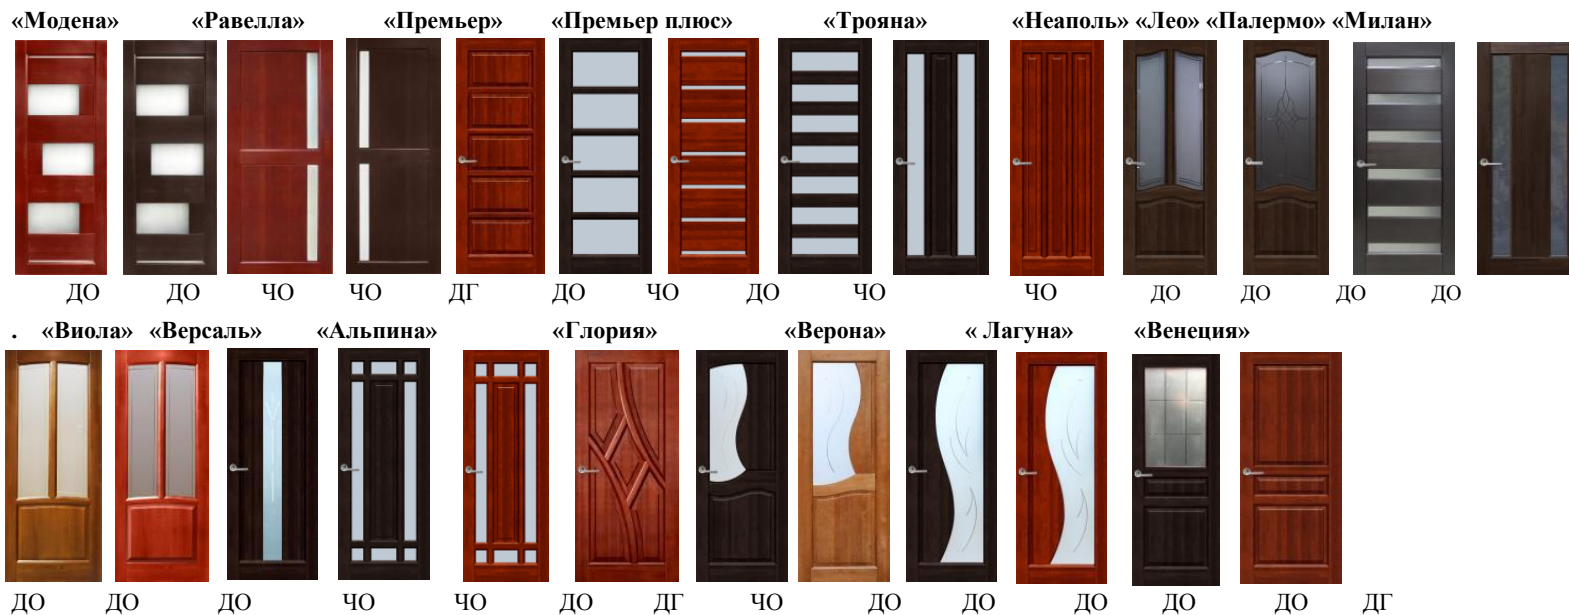 «Модена» «Равелла» «Премьер» «Премьер плюс» «Трояна» «Неаполь» «Лео» «Палермо» «Милан»
ДО ДО ЧО ЧО ДГ ДО ЧО ДО ЧО ЧО ДО ДО ДО ДО
. «Виола» «Версаль» «Альпина» «Глория» «Верона» « Лагуна» «Венеция»
ДО ДО ДО ЧО ЧО ДО ДГ ЧО ДО ДО ДО ДО ДО ДГ